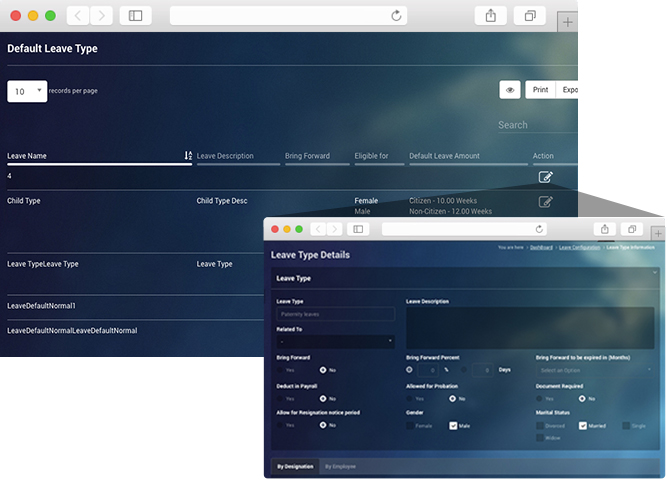 Default Leave Type
10 records per page
Print Expo
Search
Leave Name Leave Description Bring Forward Eligible for Default Leave Amount Action
4
Child Type Child Type Desc Female Citizen - 10.00 Weeks
Male Non-Citizen - 12.00 Weeks
Leave TypeLeave Type Leave Type
LeaveDefaultNormal1
LeaveDefaultNormalLeaveDefaultNormal
You are here > DashBoard > Leave Configuration > Leave Type Information
Leave Type Details
Leave Type
Leave Type Leave Description
Paternity leaves
Related To
-
Bring Forward Bring Forward Percent Bring Forward to be expired in (Months)
Yes No 0 % 0 Days Select an Option
Deduct in Payroll Allowed for Probation Document Required
Yes No Yes No Yes No
Allow for Resignation notice period Gender Marital Status
Yes No Female Male Divorced Married Single
Widow
By Designation By Employee